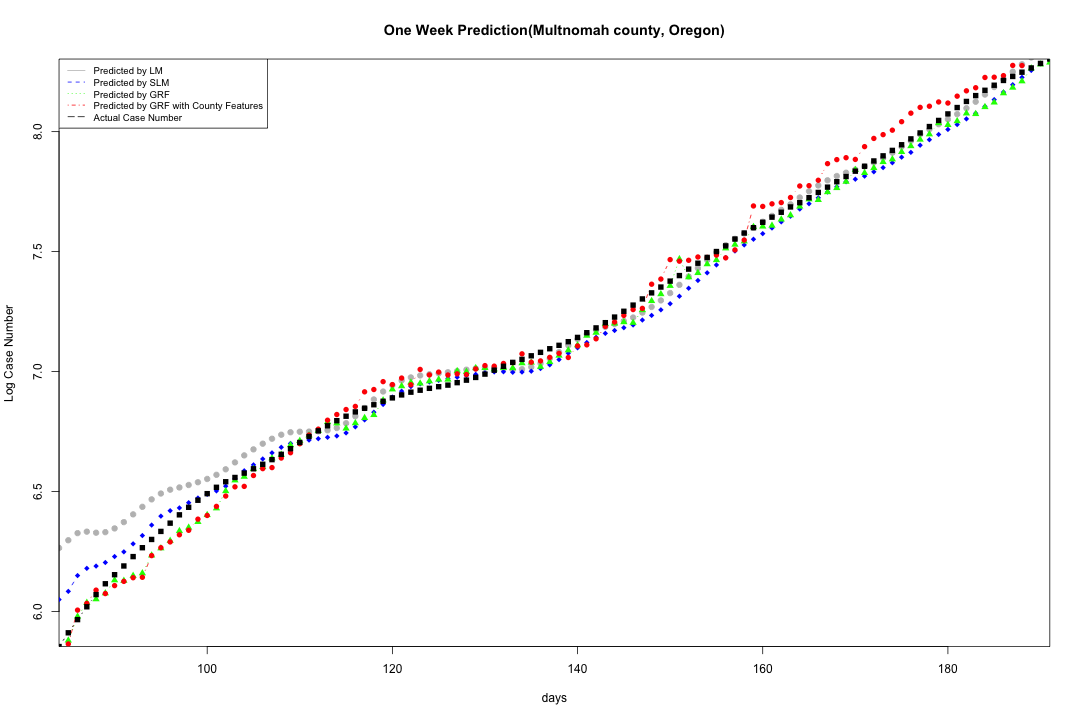 One Week Prediction(Multnomah county, Oregon)
Predicted by LM
Predicted by SLM
Predicted by GRF
Predicted by GRF with County Features
Actual Case Number
8.0
7.5
7.0
6.5
6.0
Log Case Number
100 120 140 160 180
days